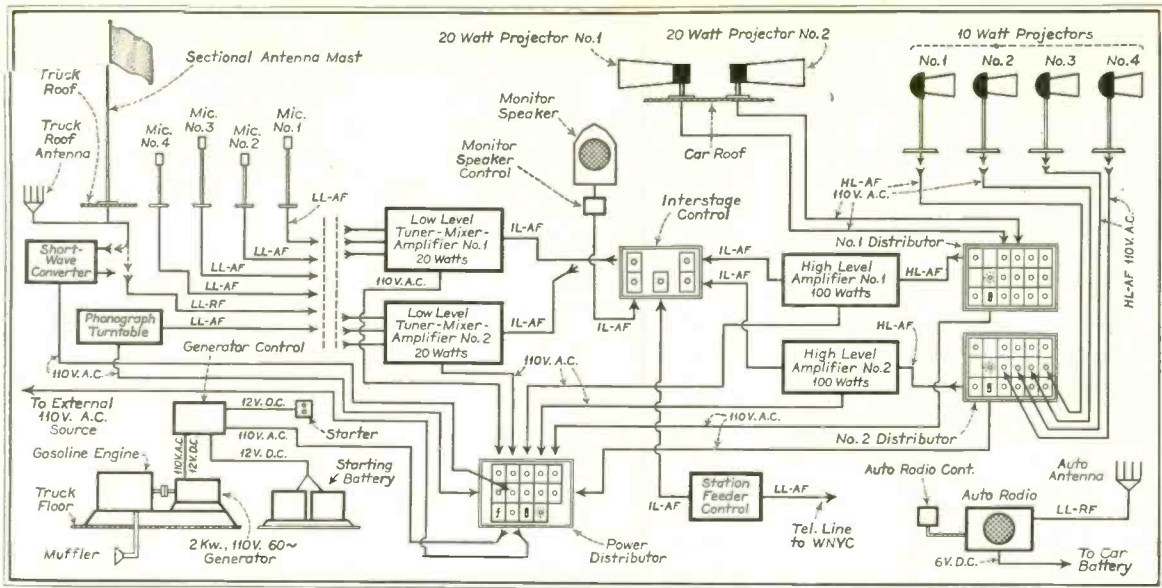 20 Watt Projector No.1
20 Watt Projector No.2
10 Watt Projectors
No.1
No.2
No.3
No.4
Sectional Antenna Mast
Truck
Roof
Truck
Roof
Antenna
Mic.
No.4
Mic.
No.3
Mic.
No.2
Mic.
No.1
LL-AF
Monitor
Speaker
Monitor
Speaker
Control
Car Roof
HL-AF
110V. A.C.
HL-AF 110V. A.C.
Short-
Wave
Converter
LL-AF
LL-AF
LL-AF
LL-RF
LL-AF
Phonograph
Turntable
Low Level
Tuner-Mixer-
Amplifier No.1
20 Watts
IL-AF
110V. A.C.
Low Level
Tuner-Mixer-
Amplifier No.2
20 Watts
IL-AF
Interstage
Control
IL-AF
IL-AF
IL-AF
High Level
Amplifier No.1
100 Watts
HL-AF
No.1 Distributor
High Level
Amplifier No.2
100 Watts
HL-AF
No. 2 Distributor
110V. A.C.
110V. A.C.
110V. A.C.
Generator Control
To External
110V. A.C.
Source
12V. D.C.
Starter
110V. A.C.
12V. D.C.
110V. A.C.
12V. D.C.
Starting
Battery
Gasoline Engine
Truck
Floor
Muffler
2 Kw., 110V. 60~
Generator
Power
Distributor
IL-AF
Station
Feeder
Control
LL-AF
Tel. Line
to WNYC
Auto Radio Cont.
Auto Radio
Auto
Antenna
LL-RF
6V. D.C.
To Car
Battery